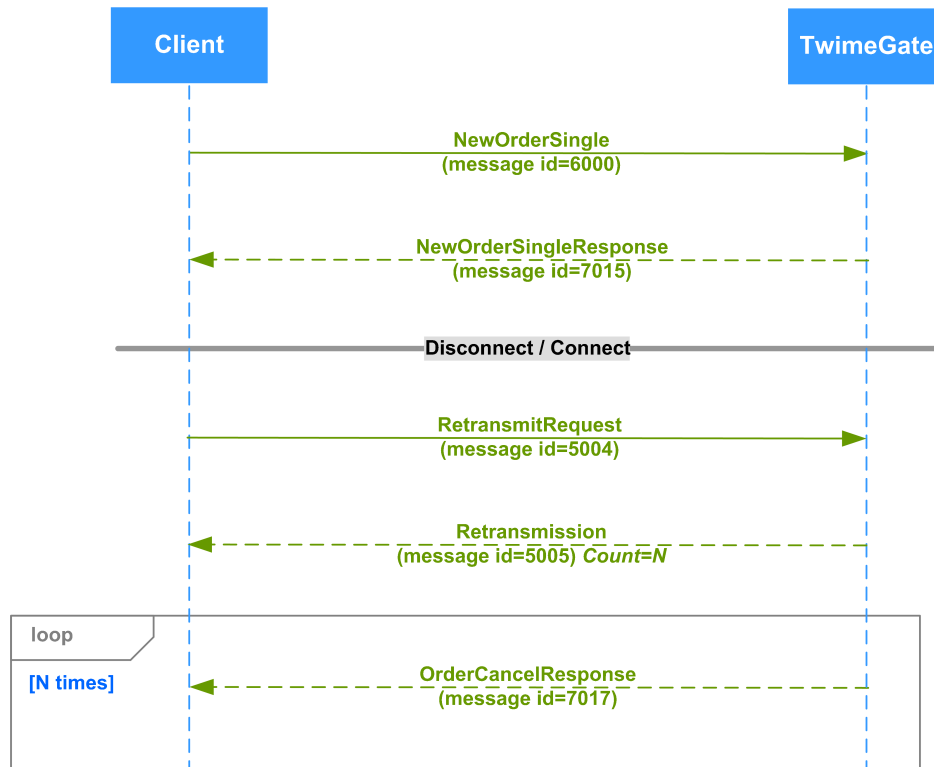 Client
TwimeGate
NewOrderSingle
(message id=6000)
NewOrderSingleResponse
(message id=7015)
Disconnect / Connect
RetransmitRequest
(message id=5004)
Retransmission
(message id=5005) Count=N
loop
[N times]
OrderCancelResponse
(message id=7017)